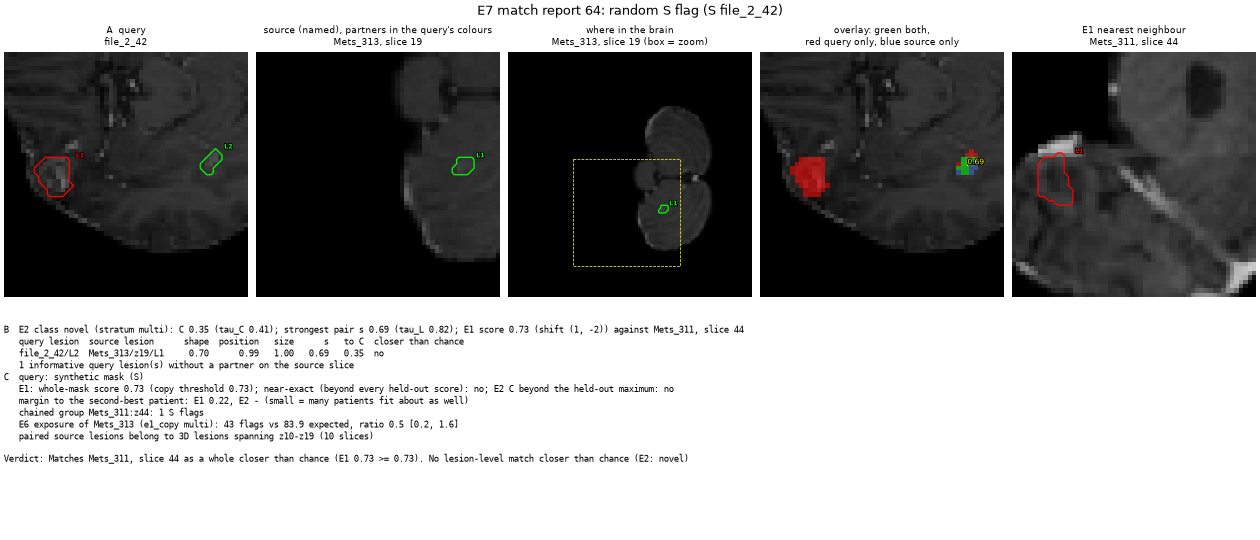 E7 match report 64: random S flag (S file_2_42)
A query
file_2_42
source (named), partners in the query's colours
Mets_313, slice 19
where in the brain
Mets_313, slice 19 (box = zoom)
overlay: green both,
red query only, blue source only
E1 nearest neighbour
Mets_311, slice 44
L1
L2
L1
L1
0.69
L1
B E2 class novel (stratum multi): C 0.35 (tau_C 0.41); strongest pair s 0.69 (tau_L 0.82); E1 score 0.73 (shift (1, -2)) against Mets_311, slice 44
query lesion source lesion shape position size s to C closer than chance
file_2_42/L2 Mets_313/z19/L1 0.70 0.99 1.00 0.69 0.35 no
1 informative query lesion(s) without a partner on the source slice
C query: synthetic mask (S)
E1: whole-mask score 0.73 (copy threshold 0.73); near-exact (beyond every held-out score): no; E2 C beyond the held-out maximum: no
margin to the second-best patient: E1 0.22, E2 - (small = many patients fit about as well)
chained group Mets_311:z44: 1 S flags
E6 exposure of Mets_313 (e1_copy multi): 43 flags vs 83.9 expected, ratio 0.5 [0.2, 1.6]
paired source lesions belong to 3D lesions spanning z10-z19 (10 slices)
Verdict: Matches Mets_311, slice 44 as a whole closer than chance (E1 0.73 >= 0.73). No lesion-level match closer than chance (E2: novel)